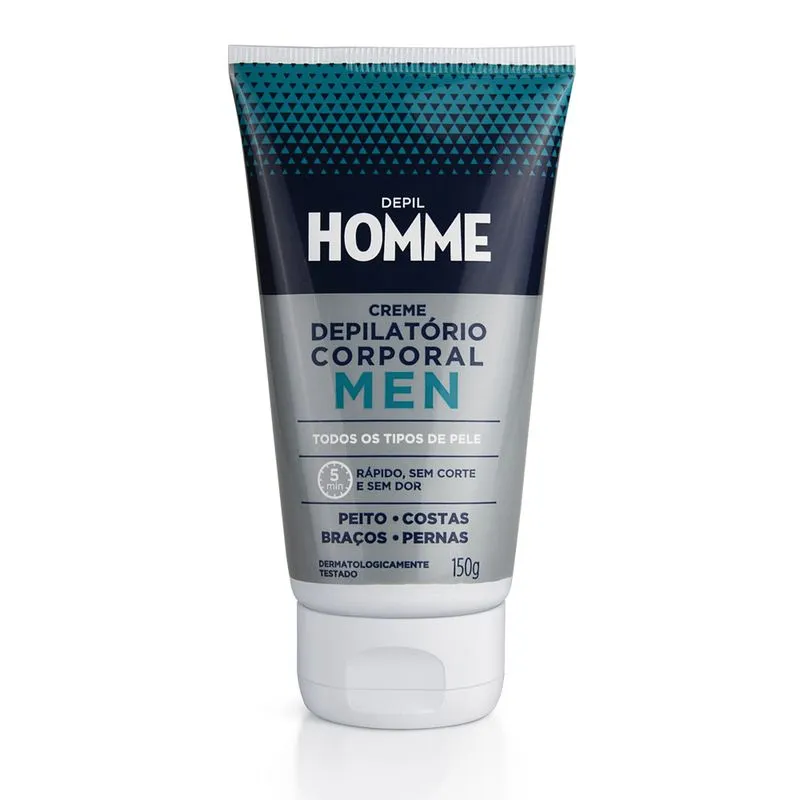 DEPIL
HOMME
CREME
DEPILATÓRIO
CORPORAL
MEN
TODOS OS TIPOS DE PELE
5
min
RÁPIDO, SEM CORTE
E SEM DOR
PEITO • COSTAS
BRAÇOS • PERNAS
DERMATOLOGICAMENTE
TESTADO
150g